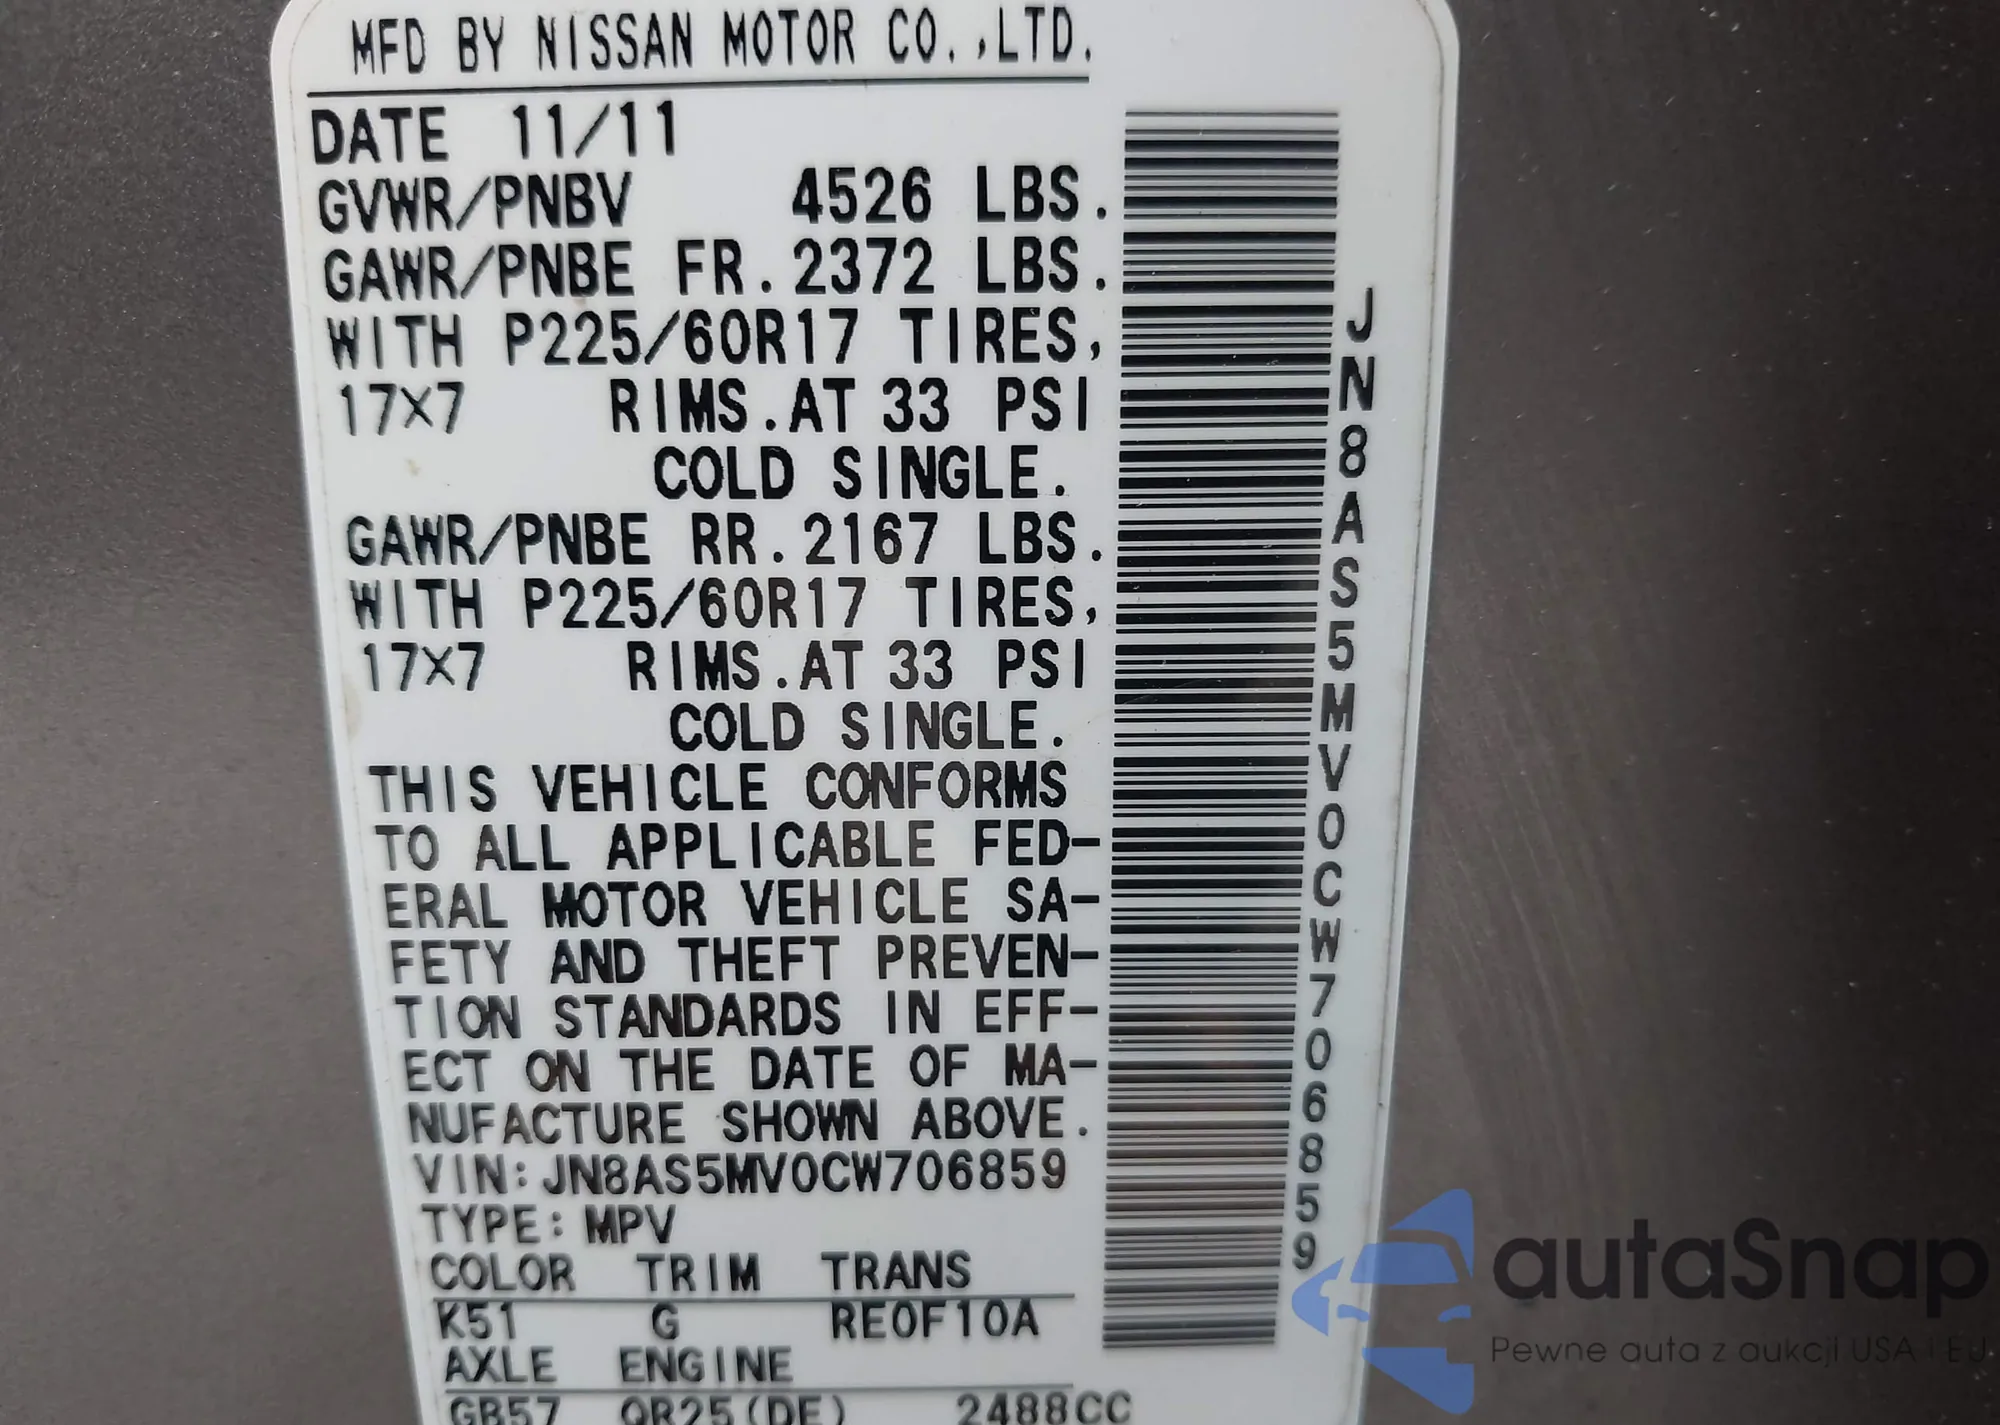 MFD BY NISSAN MOTOR CO.,LTD.
DATE 11/11
GVWR/PNBV 4526 LBS.
GAWR/PNBE FR.2372 LBS.
WITH P225/60R17 TIRES,
17X7 RIMS.AT 33 PSI
COLD SINGLE.
GAWR/PNBE RR.2167 LBS.
WITH P225/60R17 TIRES,
17X7 RIMS.AT 33 PSI
COLD SINGLE.
THIS VEHICLE CONFORMS
TO ALL APPLICABLE FED-
ERAL MOTOR VEHICLE SA-
FETY AND THEFT PREVEN-
TION STANDARDS IN EFF-
ECT ON THE DATE OF MA-
NUFACTURE SHOWN ABOVE.
VIN:JN8AS5MV0CW706859
TYPE:MPV
COLOR TRIM TRANS
K51 G RE0F10A
AXLE ENGINE
GB57 QR25(DE) 2488CC
JN8AS5MV0CW706859
autaSnap
Pewne auta z aukcji USA i EU